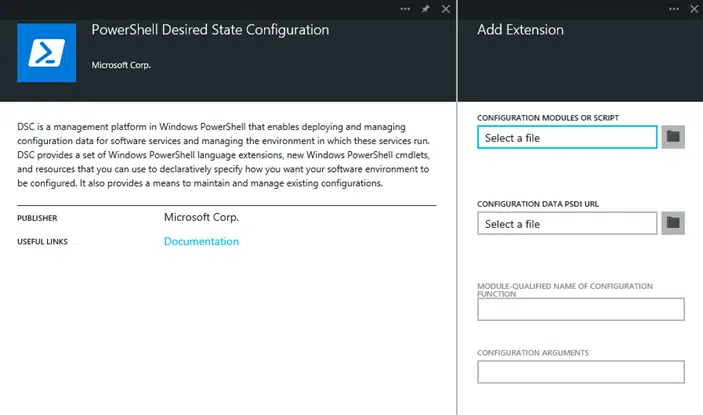 PowerShell Desired State Configuration
Microsoft Corp.
DSC is a management platform in Windows PowerShell that enables deploying and managing
configuration data for software services and managing the environment in which these services run.
DSC provides a set of Windows PowerShell language extensions, new Windows PowerShell cmdlets,
and resources that you can use to declaratively specify how you want your software environment to
be configured. It also provides a means to maintain and manage existing configurations.
PUBLISHER Microsoft Corp.
USEFUL LINKS Documentation
Add Extension
CONFIGURATION MODULES OR SCRIPT
Select a file
CONFIGURATION DATA PSD1 URL
Select a file
MODULE-QUALIFIED NAME OF CONFIGURATION
FUNCTION
CONFIGURATION ARGUMENTS